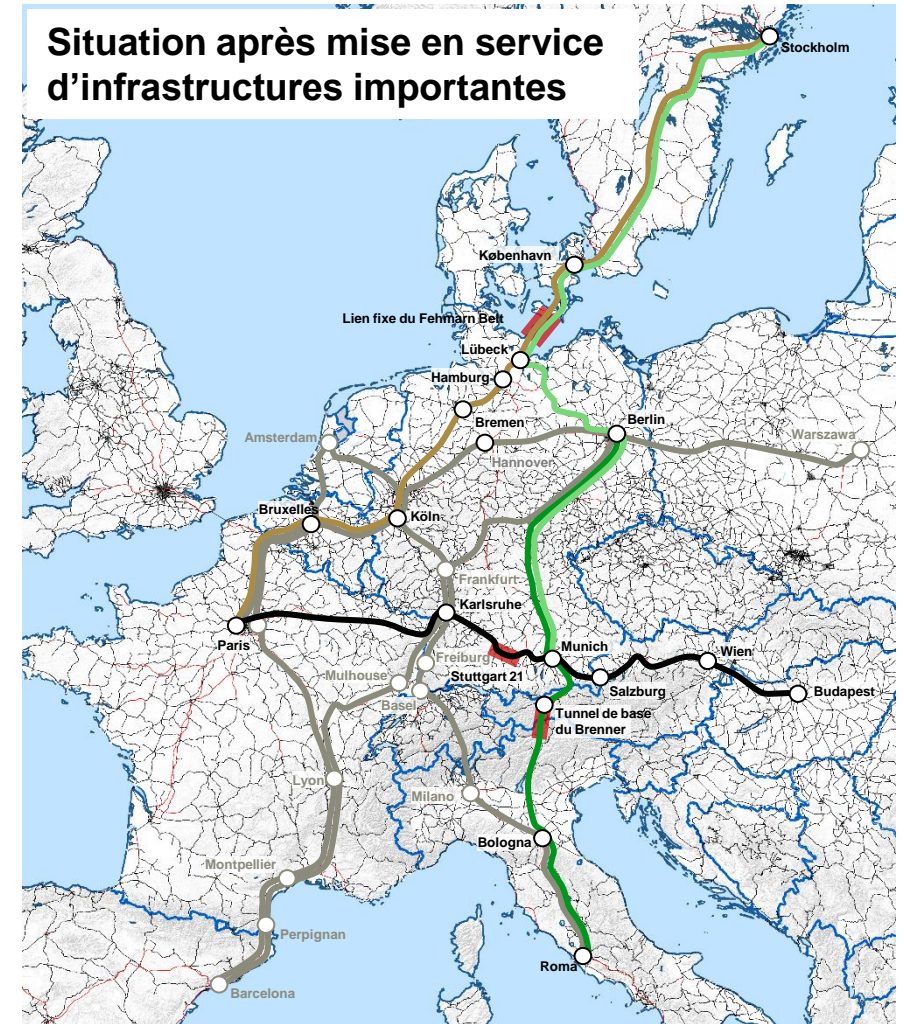 Situation après mise en service
d'infrastructures importantes
Stockholm
København
Lien fixe du Fehmarn Belt
Lübeck
Hamburg
Bremen
Berlin
Amsterdam
Hannover
Warszawa
Bruxelles
Köln
Frankfurt
Karlsruhe
Paris
Freiburg
Munich
Wien
Mulhouse
Stuttgart 21
Salzburg
Budapest
Basel
Tunnel de base
du Brenner
Lyon
Milano
Bologna
Montpellier
Perpignan
Roma
Barcelona